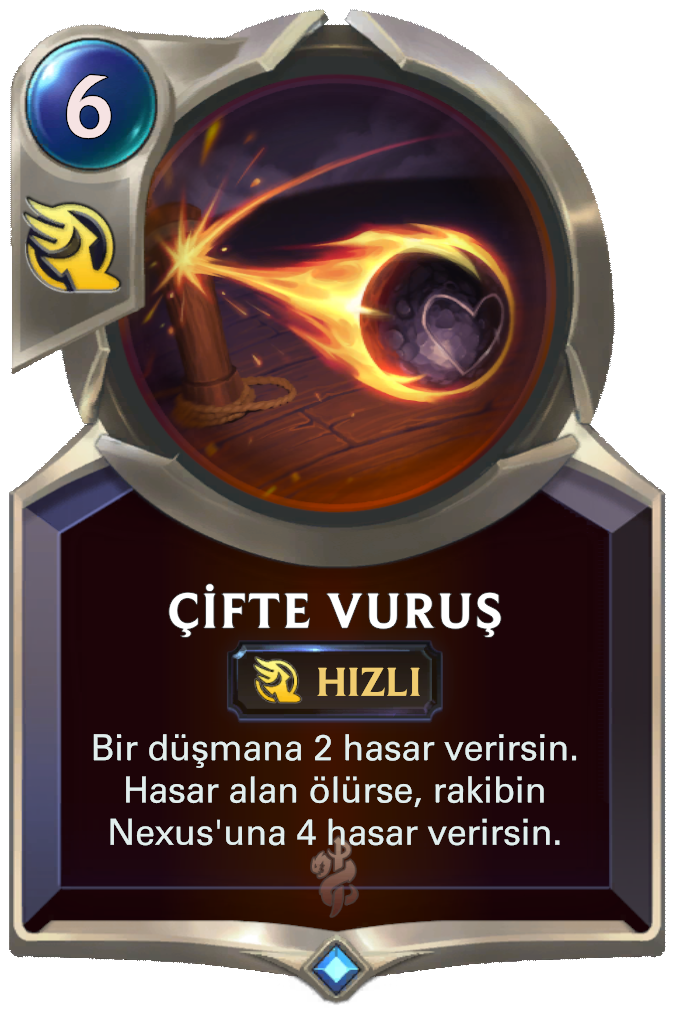 6
ÇİFTE VURUŞ
HIZLI
Bir düşmana 2 hasar verirsin.
Hasar alan ölürse, rakibin
Nexus'una 4 hasar verirsin.